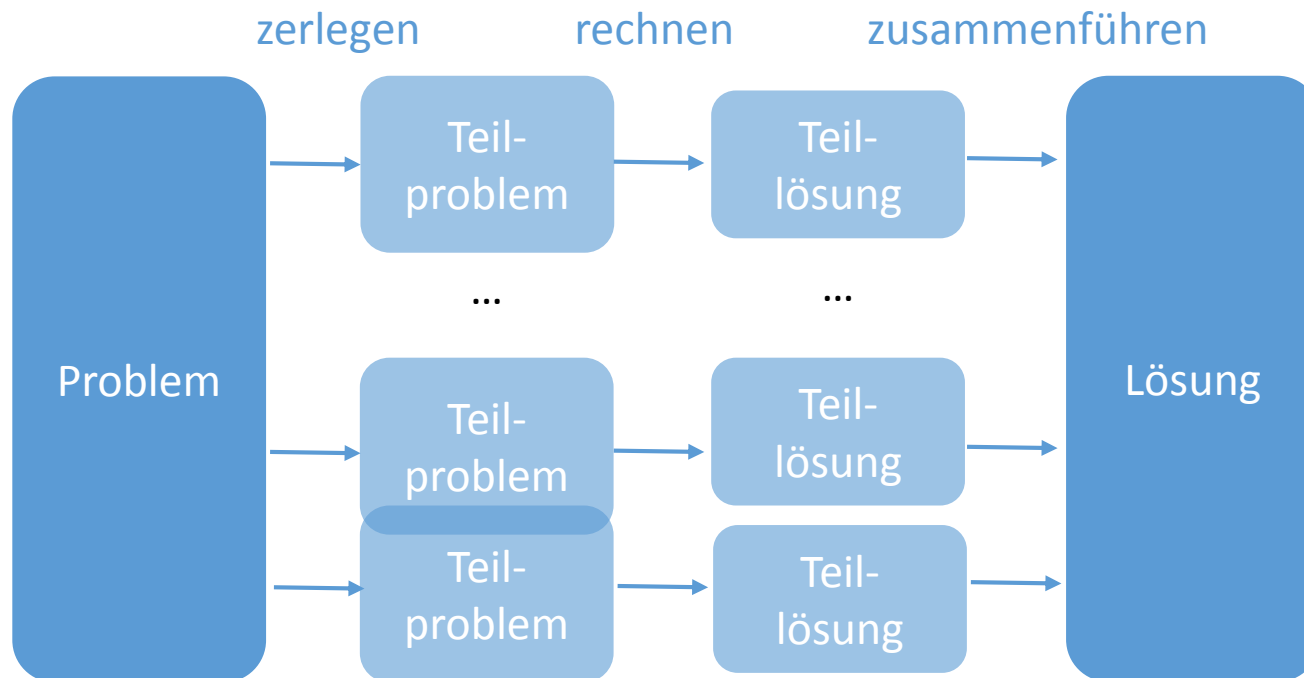 zerlegen rechnen zusammenführen
Problem
Teil-
problem
Teil-
lösung
...
...
Teil-
problem
Teil-
lösung
Teil-
problem
Teil-
lösung
Lösung